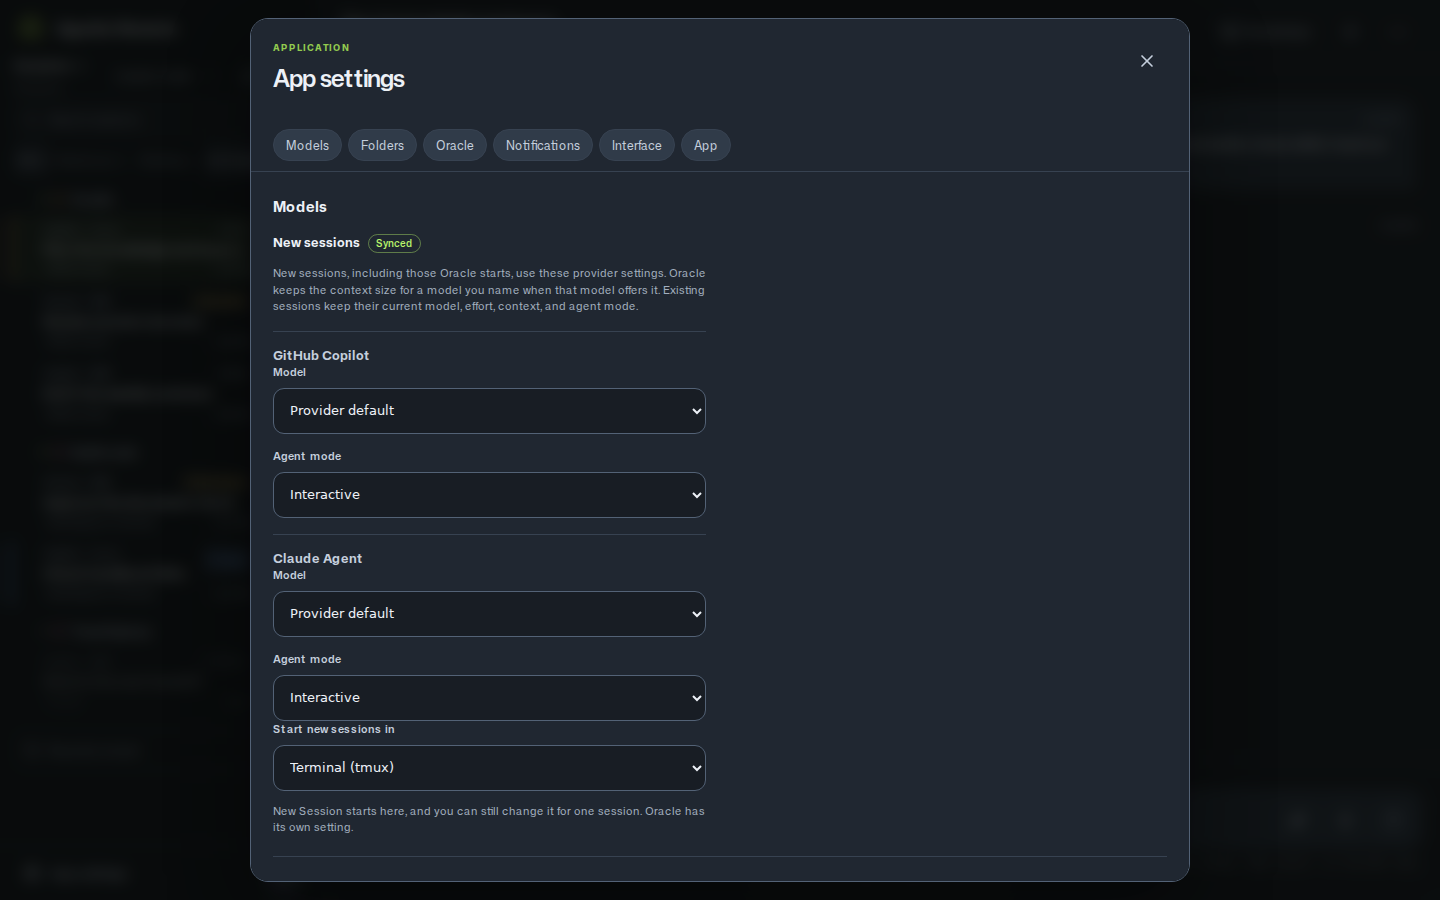 APPLICATION
App settings
Models
Folders
Oracle
Notifications
Interface
App
Models
New sessions
Synced
New sessions, including those Oracle starts, use these provider settings. Oracle
keeps the context size for a model you name when that model offers it. Existing
sessions keep their current model, effort, context, and agent mode.
GitHub Copilot
Model
Provider default
Agent mode
Interactive
Claude Agent
Model
Provider default
Agent mode
Interactive
Start new sessions in
Terminal (tmux)
New Session starts here, and you can still change it for one session. Oracle has
its own setting.